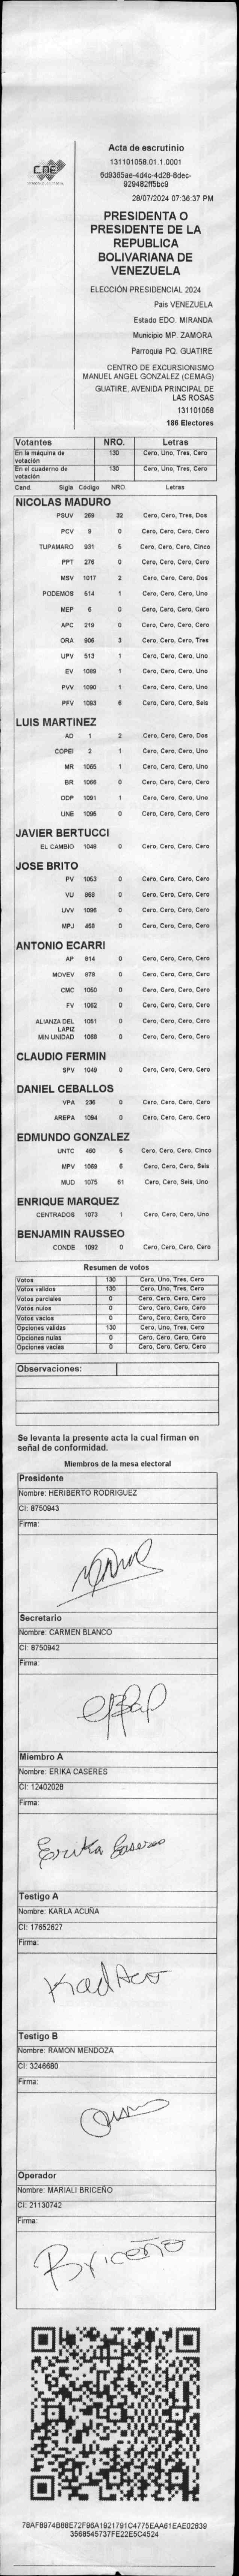 CNE
Acta de escrutinio
131101058.01.1.0001
6d9365ae-4d4c-4d28-8dec-
929482ff5bc9
28/07/2024 07:36:37 PM
PRESIDENTA O
PRESIDENTE DE LA
REPUBLICA
BOLIVARIANA DE
VENEZUELA
ELECCIÓN PRESIDENCIAL 2024
Pais VENEZUELA
Estado EDO. MIRANDA
Municipio MP. ZAMORA
Parroquia PQ. GUATIRE
CENTRO DE EXCURSIONISMO
MANUEL ANGEL GONZALEZ (CEMAG)
GUATIRE, AVENIDA PRINCIPAL DE
LAS ROSAS
131101058
186 Electores
Votantes NRO. Letras
En la máquina de votación 130 Cero, Uno, Tres, Cero
En el cuaderno de votación 130 Cero, Uno, Tres, Cero
Cand. Sigla Código NRO. Letras
NICOLAS MADURO
PSUV 269 32 Cero, Cero, Tres, Dos
PCV 9 0 Cero, Cero, Cero, Cero
TUPAMARO 931 5 Cero, Cero, Cero, Cinco
PPT 276 0 Cero, Cero, Cero, Cero
MSV 1017 2 Cero, Cero, Cero, Dos
PODEMOS 514 1 Cero, Cero, Cero, Uno
MEP 6 0 Cero, Cero, Cero, Cero
APC 219 0 Cero, Cero, Cero, Cero
ORA 906 3 Cero, Cero, Cero, Tres
UPV 513 1 Cero, Cero, Cero, Uno
EV 1089 1 Cero, Cero, Cero, Uno
PVV 1090 1 Cero, Cero, Cero, Uno
PFV 1093 6 Cero, Cero, Cero, Seis
LUIS MARTINEZ
AD 1 2 Cero, Cero, Cero, Dos
COPEI 2 1 Cero, Cero, Cero, Uno
MR 1065 1 Cero, Cero, Cero, Uno
BR 1066 0 Cero, Cero, Cero, Cero
DDP 1091 1 Cero, Cero, Cero, Uno
UNE 1095 0 Cero, Cero, Cero, Cero
JAVIER BERTUCCI
EL CAMBIO 1048 0 Cero, Cero, Cero, Cero
JOSE BRITO
PV 1053 0 Cero, Cero, Cero, Cero
VU 868 0 Cero, Cero, Cero, Cero
UVV 1096 0 Cero, Cero, Cero, Cero
MPJ 468 0 Cero, Cero, Cero, Cero
ANTONIO ECARRI
AP 814 0 Cero, Cero, Cero, Cero
MOVEV 878 0 Cero, Cero, Cero, Cero
CMC 1050 0 Cero, Cero, Cero, Cero
FV 1062 0 Cero, Cero, Cero, Cero
ALIANZA DEL LAPIZ 1051 0 Cero, Cero, Cero, Cero
MIN UNIDAD 1088 0 Cero, Cero, Cero, Cero
CLAUDIO FERMIN
SPV 1049 0 Cero, Cero, Cero, Cero
DANIEL CEBALLOS
VPA 236 0 Cero, Cero, Cero, Cero
AREPA 1094 0 Cero, Cero, Cero, Cero
EDMUNDO GONZALEZ
UNTC 460 5 Cero, Cero, Cero, Cinco
MPV 1069 6 Cero, Cero, Cero, Seis
MUD 1075 61 Cero, Cero, Seis, Uno
ENRIQUE MARQUEZ
CENTRADOS 1073 1 Cero, Cero, Cero, Uno
BENJAMIN RAUSSEO
CONDE 1092 0 Cero, Cero, Cero, Cero
Resumen de votos
Votos 130 Cero, Uno, Tres, Cero
Votos validos 130 Cero, Uno, Tres, Cero
Votos parciales 0 Cero, Cero, Cero, Cero
Votos nulos 0 Cero, Cero, Cero, Cero
Votos vacios 0 Cero, Cero, Cero, Cero
Opciones validas 130 Cero, Uno, Tres, Cero
Opciones nulas 0 Cero, Cero, Cero, Cero
Opciones vacias 0 Cero, Cero, Cero, Cero
Observaciones:
Se levanta la presente acta la cual firman en
señal de conformidad.
Miembros de la mesa electoral
Presidente
Nombre: HERIBERTO RODRIGUEZ
CI: 8750943
Firma:
Secretario
Nombre: CARMEN BLANCO
CI: 8750942
Firma:
Miembro A
Nombre: ERIKA CASERES
CI: 12402028
Firma:
Erika Caseres
Testigo A
Nombre: KARLA ACUÑA
CI: 17652627
Firma:
Testigo B
Nombre: RAMON MENDOZA
CI: 3246680
Firma:
Operador
Nombre: MARIALI BRICEÑO
CI: 21130742
Firma:
Briceño
7BAF8974B88E72F96A1921791C4775EAA61EAE02839
3568545737FE22E5C4524